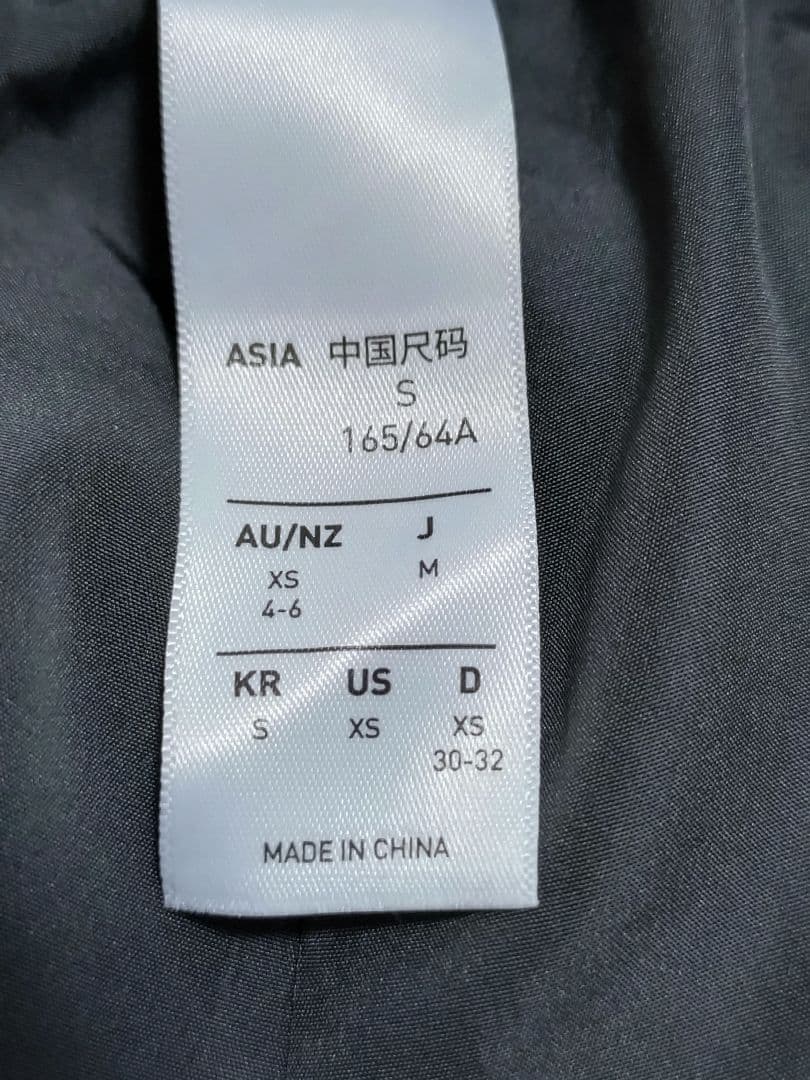 ASIA 中国尺码
S
165/64A
AU/NZ J
XS M
4-6
KR US D
S XS XS
30-32
MADE IN CHINA